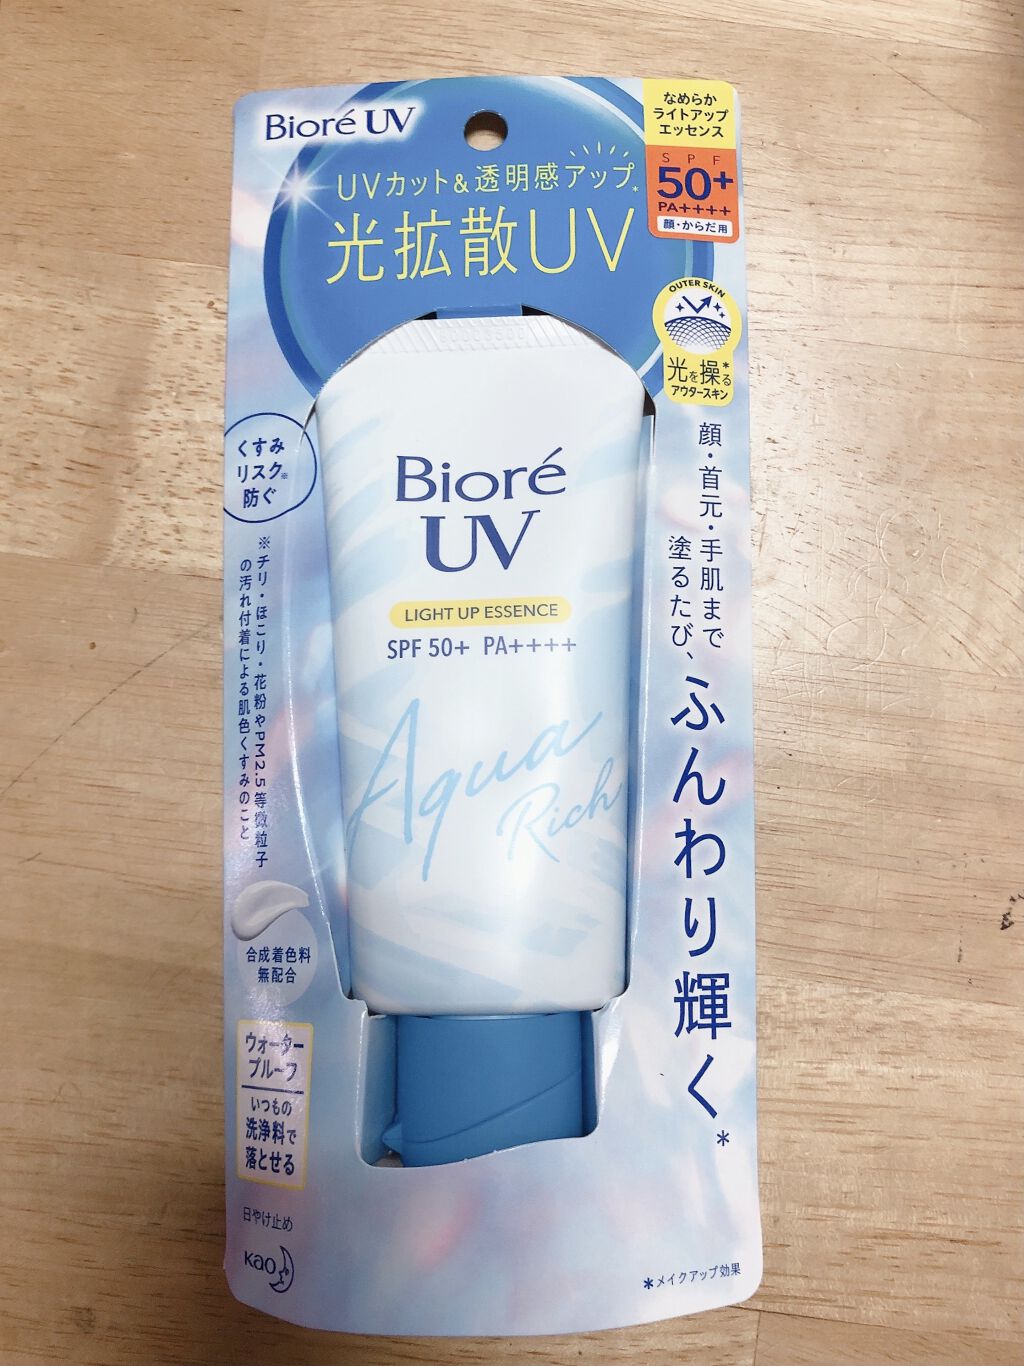 Bioré UV
なめらか
ライトアップ
エッセンス
SPF
50+
PA++++
顔・からだ用
UVカット&透明感アップ*
光拡散UV
OUTER SKIN
光を操る*
アウタースキン
くすみ
リスク※
防ぐ
※チリ・ほこり・花粉やPM2.5等微粒子
の汚れ付着による肌色くすみのこと
顔・首元・手肌まで
塗るたび、ふんわり輝く*
Bioré
UV
LIGHT UP ESSENCE
SPF 50+ PA++++
Aqua
Rich
合成着色料
無配合
ウォーター
プルーフ
いつもの
洗浄料で
落とせる
日やけ止め
Kao
*メイクアップ効果